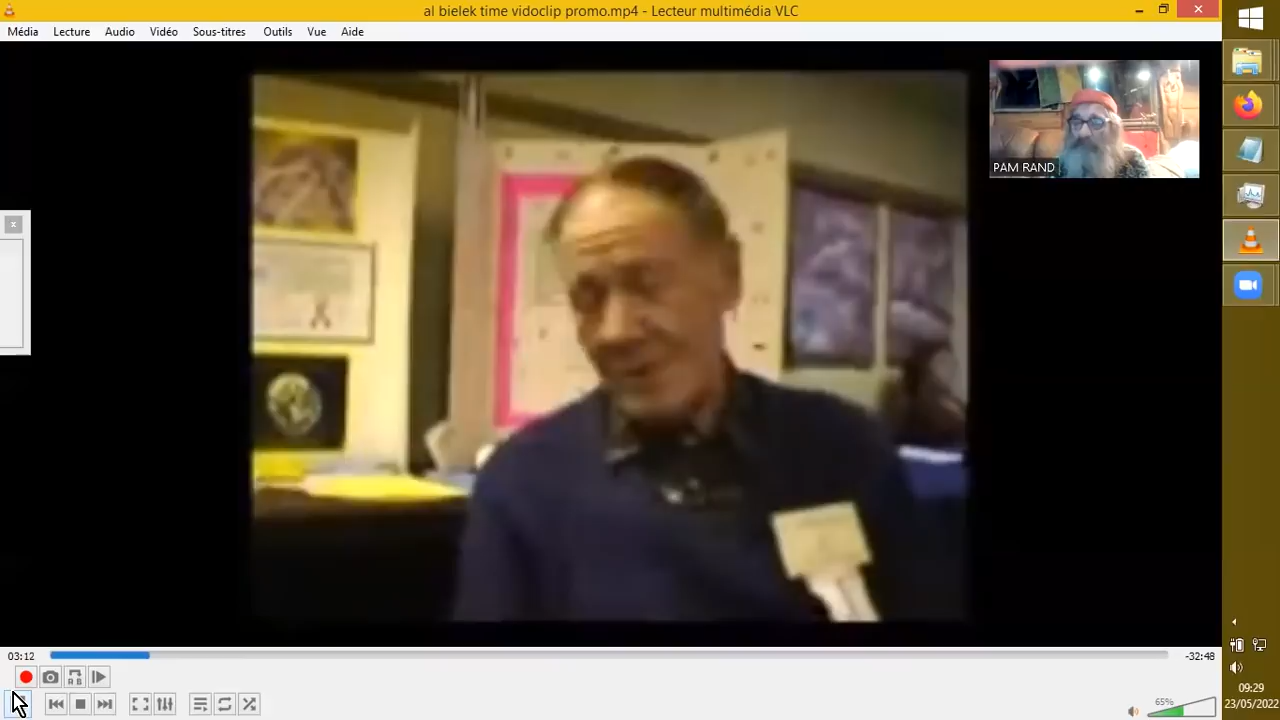 al bielek time vidoclip promo.mp4 - Lecteur multimédia VLC
Média Lecture Audio Vidéo Sous-titres Outils Vue Aide
PAM RAND
03:12
-32:48
65%
09:29
23/05/2022